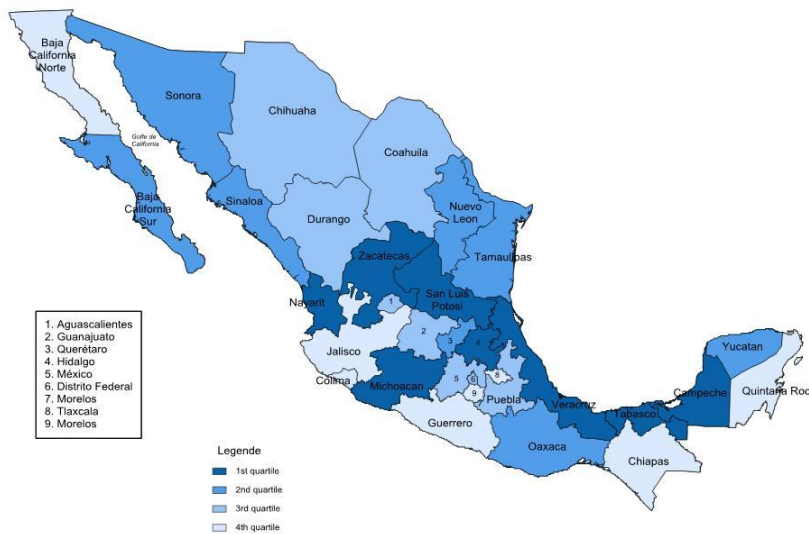 Baja
California
Norte
Sonora
Chihuaha
Coahuila
Golfe de
California
Baja
California
Sur
Sinaloa
Durango
Nuevo
Leon
Tamaulipas
Zacatecas
Nayarit
San Luis
Potosi
1
2
3
4
5
6
8
9
Jalisco
Colima
Michoacan
Guerrero
Puebla
Veracruz
Oaxaca
Tabasco
Campeche
Yucatan
Quintana Roo
Chiapas
1. Aguascalientes
2. Guanajuato
3. Querétaro
4. Hidalgo
5. México
6. Distrito Federal
7. Morelos
8. Tlaxcala
9. Morelos
Legende
1st quartile
2nd quartile
3rd quartile
4th quartile